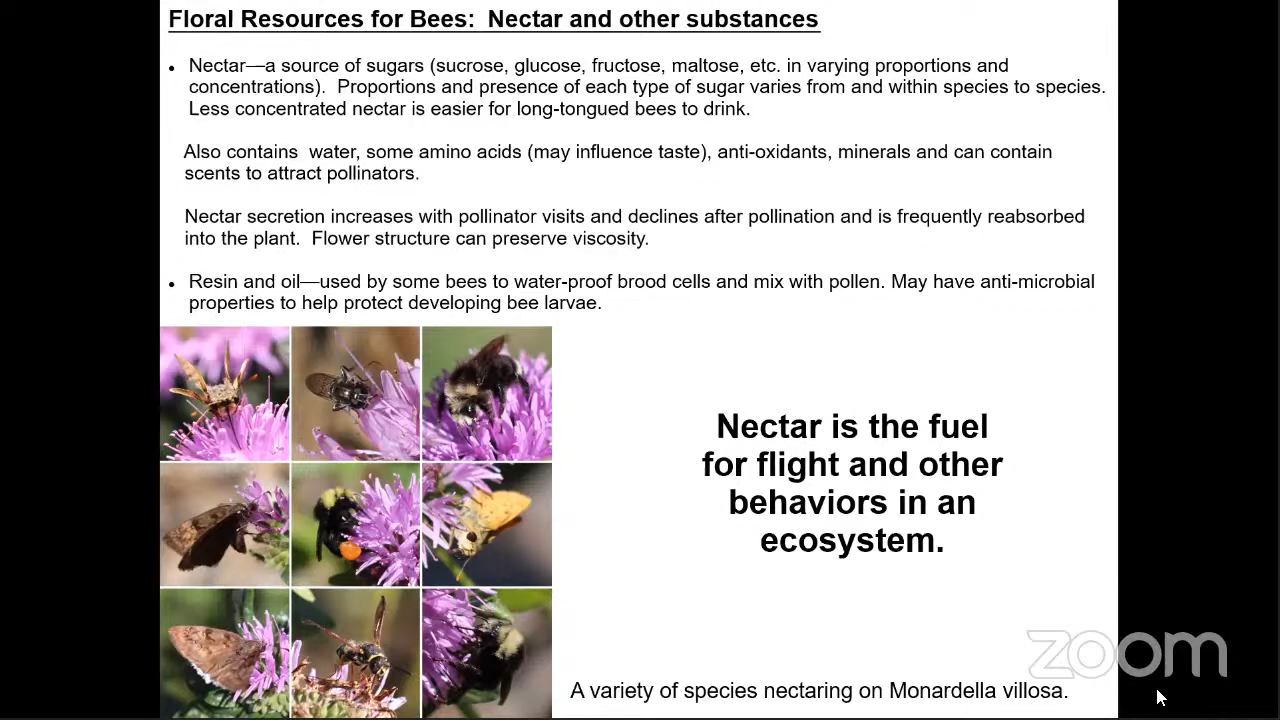 Floral Resources for Bees:  Nectar and other substances
• Nectar—a source of sugars (sucrose, glucose, fructose, maltose, etc. in varying proportions and
concentrations).  Proportions and presence of each type of sugar varies from and within species to species.
Less concentrated nectar is easier for long-tongued bees to drink.
Also contains  water, some amino acids (may influence taste), anti-oxidants, minerals and can contain
scents to attract pollinators.
Nectar secretion increases with pollinator visits and declines after pollination and is frequently reabsorbed
into the plant.  Flower structure can preserve viscosity.
• Resin and oil—used by some bees to water-proof brood cells and mix with pollen. May have anti-microbial
properties to help protect developing bee larvae.
Nectar is the fuel
for flight and other
behaviors in an
ecosystem.
zoom
A variety of species nectaring on Monardella villosa.